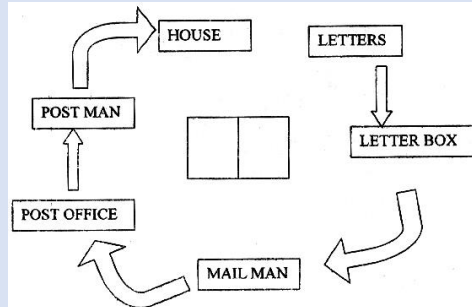 HOUSE
LETTERS
POST MAN
LETTER BOX
POST OFFICE
MAIL MAN